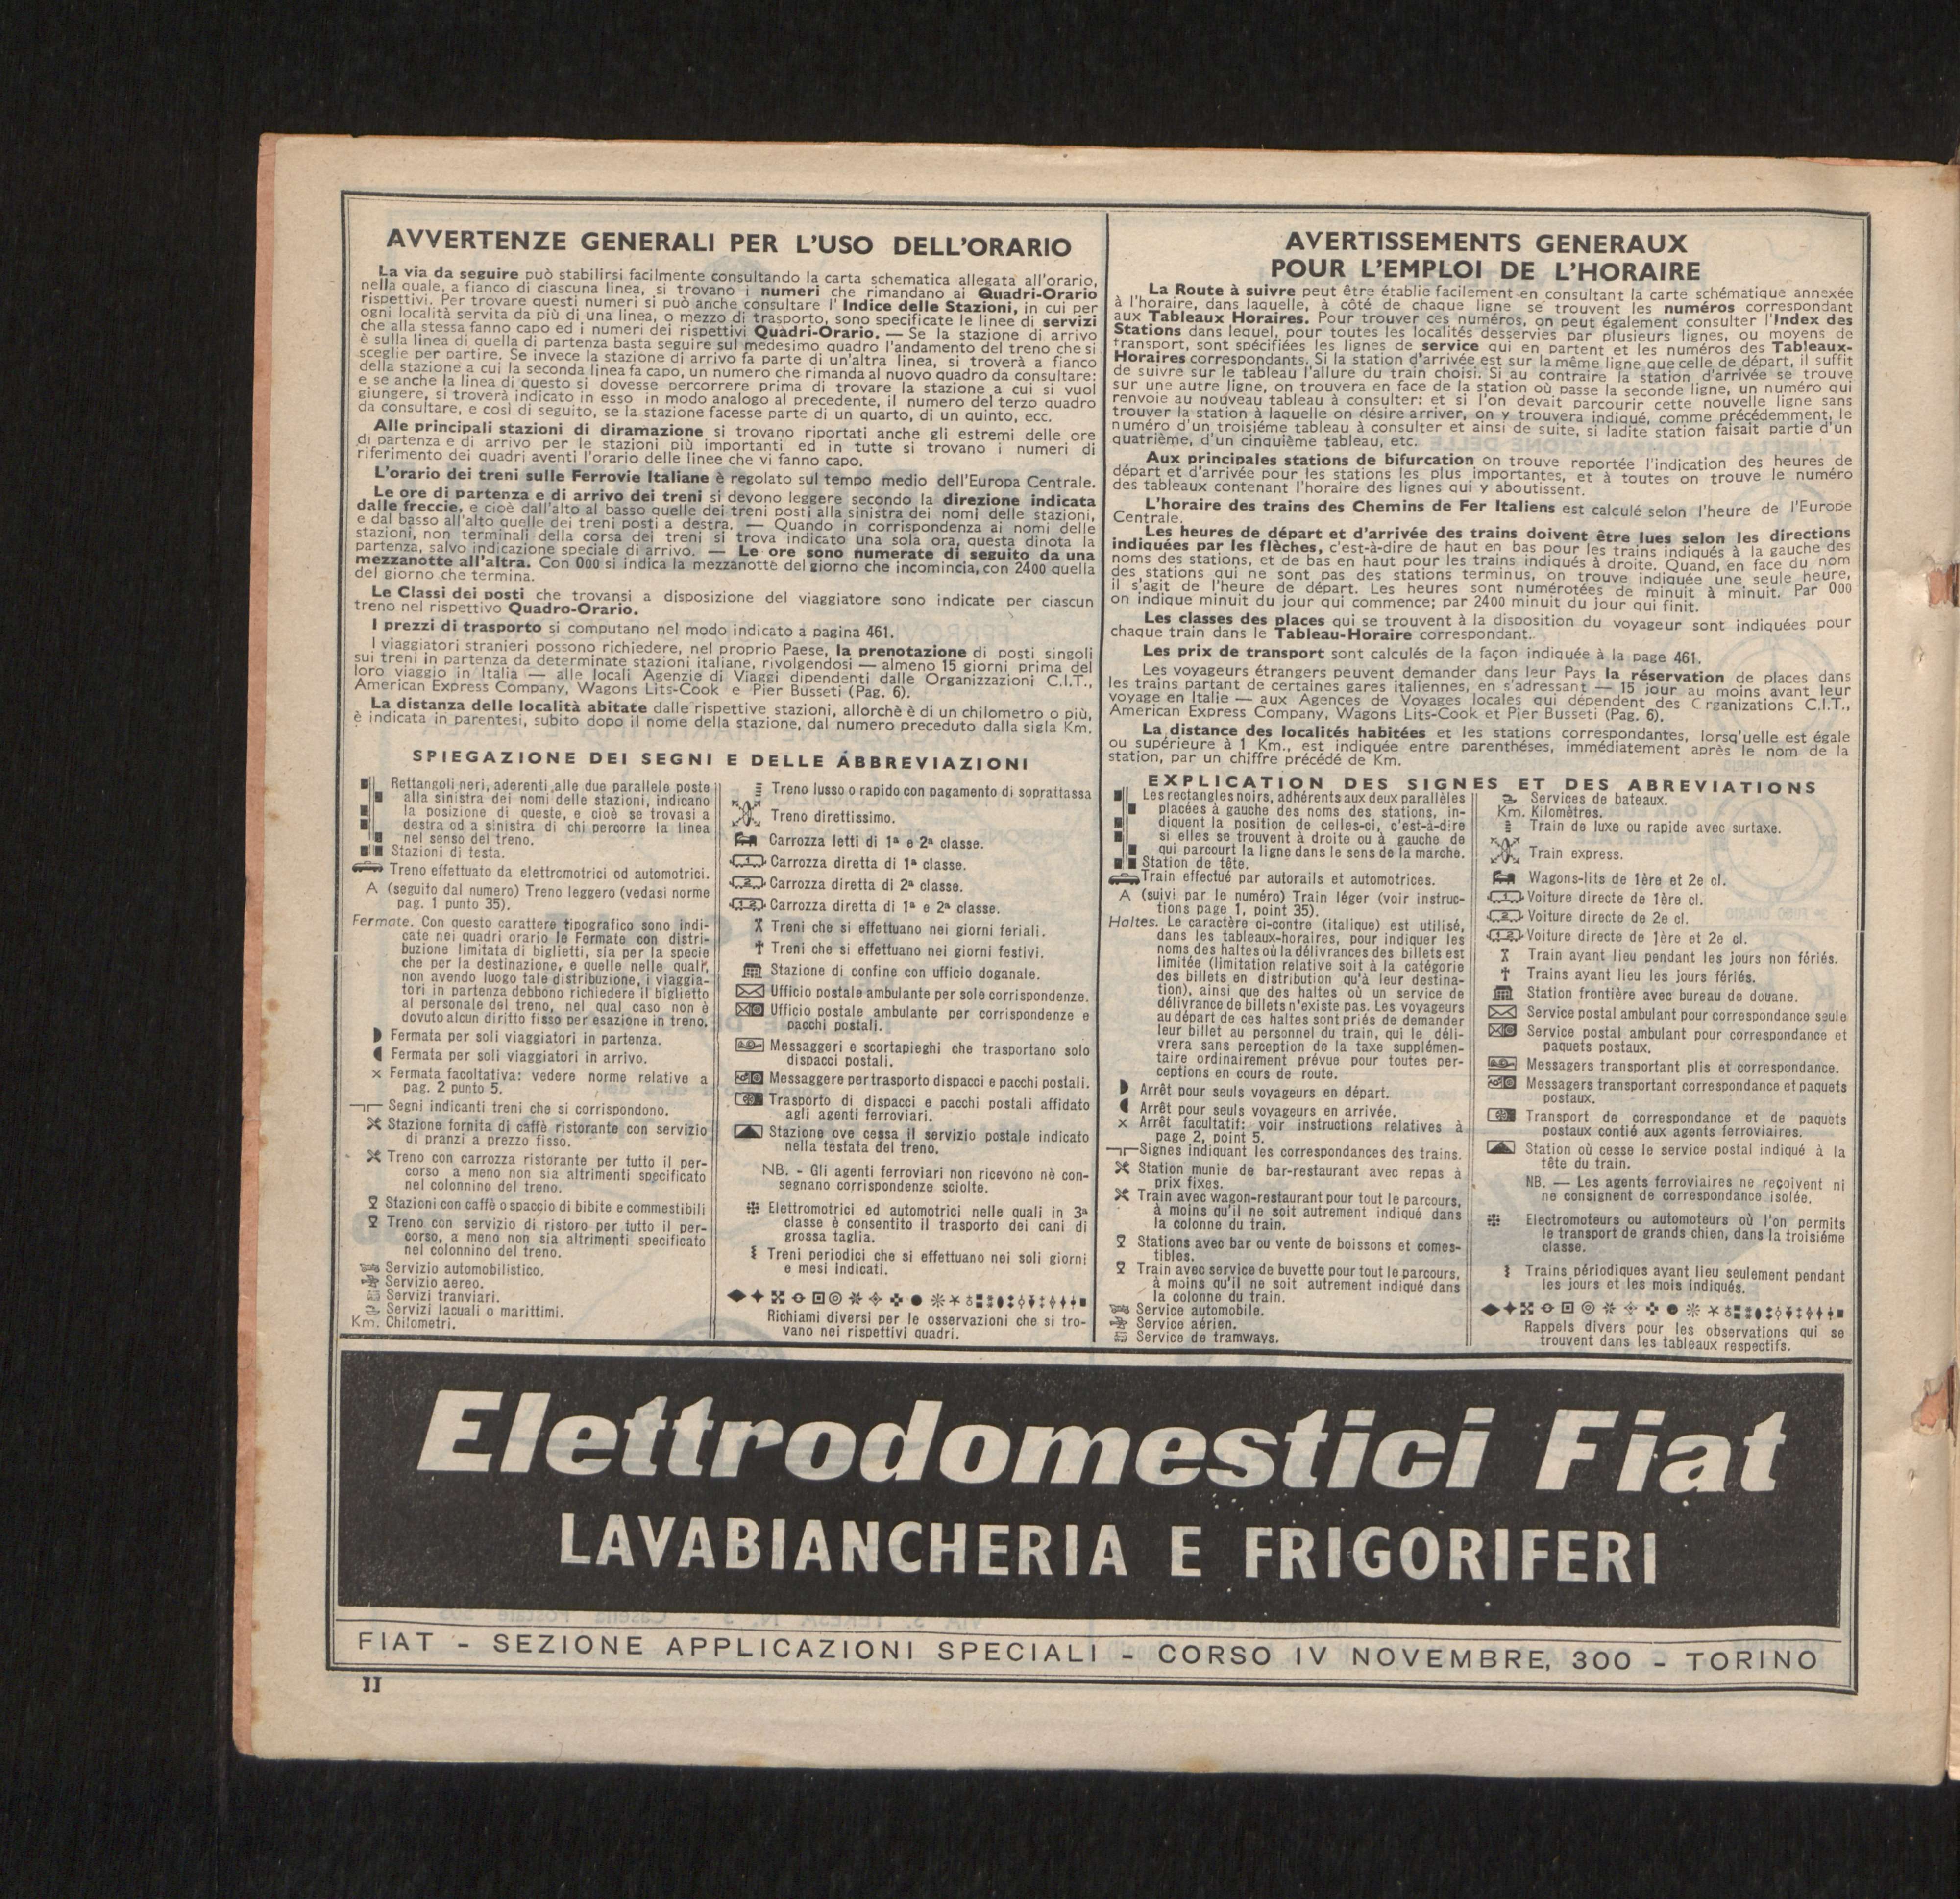 AVVERTENZE GENERALI PER L'USO DELL'ORARIO
La via da seguire può stabilirsi facilmente consultando la carta schematica allegata all'orario,
nella quale, a fianco di ciascuna linea, si trovano i numeri che rimandano ai Quadri-Orario
rispettivi. Per trovare questi numeri si può anche consultare l' Indice delle Stazioni, in cui per
ogni località servita da più di una linea, o mezzo di trasporto, sono specificate le linee di servizi
che alla stessa fanno capo ed i numeri dei rispettivi Quadri-Orario. — Se la stazione di arrivo
è sulla linea di quella di partenza basta seguire sul medesimo quadro l'andamento del treno che si
sceglie per partire. Se invece la stazione di arrivo fa parte di un'altra linea, si troverà a fianco
della stazione a cui la seconda linea fa capo, un numero che rimanda al nuovo quadro da consultare:
e se anche la linea di questo si dovesse percorrere prima di trovare la stazione a cui si vuol
giungere, si troverà indicato in esso in modo analogo al precedente, il numero del terzo quadro
da consultare, e così di seguito, se la stazione facesse parte di un quarto, di un quinto, ecc.
Alle principali stazioni di diramazione si trovano riportati anche gli estremi delle ore
di partenza e di arrivo per le stazioni più importanti ed in tutte si trovano i numeri di
riferimento dei quadri aventi l'orario delle linee che vi fanno capo.
L'orario dei treni sulle Ferrovie Italiane è regolato sul tempo medio dell'Europa Centrale.
Le ore di partenza e di arrivo dei treni si devono leggere secondo la direzione indicata
dalle freccie, e cioè dall'alto al basso quelle dei treni posti alla sinistra dei nomi delle stazioni,
e dal basso all'alto quelle dei treni posti a destra. — Quando in corrispondenza ai nomi delle
stazioni, non terminali della corsa dei treni si trova indicato una sola ora, questa dinota la
partenza, salvo indicazione speciale di arrivo. — Le ore sono numerate di seguito da una
mezzanotte all'altra. Con 000 si indica la mezzanotte del giorno che incomincia, con 2400 quella
del giorno che termina.
Le Classi dei posti che trovansi a disposizione del viaggiatore sono indicate per ciascun
treno nel rispettivo Quadro-Orario.
I prezzi di trasporto si computano nel modo indicato a pagina 461.
I viaggiatori stranieri possono richiedere, nel proprio Paese, la prenotazione di posti singoli
sui treni in partenza da determinate stazioni italiane, rivolgendosi — almeno 15 giorni prima del
loro viaggio in Italia — alle locali Agenzie di Viaggi dipendenti dalle Organizzazioni C.I.T.,
American Express Company, Wagons Lits-Cook e Pier Busseti (Pag. 6).
La distanza delle località abitate dalle rispettive stazioni, allorchè è di un chilometro o più,
è indicata in parentesi, subito dopo il nome della stazione, dal numero preceduto dalla sigla Km.
SPIEGAZIONE DEI SEGNI E DELLE ABBREVIAZIONI
Rettangoli neri, aderenti alle due parallele poste
alla sinistra dei nomi delle stazioni, indicano
la posizione di queste, e cioè se trovasi a
destra od a sinistra di chi percorre la linea
nel senso del treno.
Stazioni di testa.
Treno effettuato da elettromotrici od automotrici.
A (seguito dal numero) Treno leggero (vedasi norme
pag. 1 punto 35).
Fermate. Con questo carattere tipografico sono indi-
cate nei quadri orario le Fermate con distri-
buzione limitata di biglietti, sia per la specie
che per la destinazione, e quelle nelle quali,
non avendo luogo tale distribuzione, i viaggia-
tori in partenza debbono richiedere il biglietto
al personale del treno, nel qual caso non è
dovuto alcun diritto fisso per esazione in treno.
Fermata per soli viaggiatori in partenza.
Fermata per soli viaggiatori in arrivo.
× Fermata facoltativa: vedere norme relative a
pag. 2 punto 5.
Segni indicanti treni che si corrispondono.
Stazione fornita di caffè ristorante con servizio
di pranzi a prezzo fisso.
Treno con carrozza ristorante per tutto il per-
corso a meno non sia altrimenti specificato
nel colonnino del treno.
Stazioni con caffè o spaccio di bibite e commestibili
Treno con servizio di ristoro per tutto il per-
corso, a meno non sia altrimenti specificato
nel colonnino del treno.
Servizio automobilistico.
Servizio aereo.
Servizi tranviari.
Servizi lacuali o marittimi.
Km. Chilometri.
Treno lusso o rapido con pagamento di soprattassa
Treno direttissimo.
Carrozza letti di 1ª e 2ª classe.
1 Carrozza diretta di 1ª classe.
2 Carrozza diretta di 2ª classe.
1-2 Carrozza diretta di 1ª e 2ª classe.
Treni che si effettuano nei giorni feriali.
† Treni che si effettuano nei giorni festivi.
Stazione di confine con ufficio doganale.
Ufficio postale ambulante per sole corrispondenze.
Ufficio postale ambulante per corrispondenze e
pacchi postali.
Messaggeri e scortapieghi che trasportano solo
dispacci postali.
Messaggere per trasporto dispacci e pacchi postali.
Trasporto di dispacci e pacchi postali affidato
agli agenti ferroviari.
Stazione ove cessa il servizio postale indicato
nella testata del treno.
NB. - Gli agenti ferroviari non ricevono nè con-
segnano corrispondenze sciolte.
Elettromotrici ed automotrici nelle quali in 3ª
classe è consentito il trasporto dei cani di
grossa taglia.
Treni periodici che si effettuano nei soli giorni
e mesi indicati.
Richiami diversi per le osservazioni che si tro-
vano nei rispettivi quadri.
AVERTISSEMENTS GENERAUX
POUR L'EMPLOI DE L'HORAIRE
La Route à suivre peut être établie facilement en consultant la carte schématique annexée
à l'horaire, dans laquelle, à côté de chaque ligne se trouvent les numéros correspondant
aux Tableaux Horaires. Pour trouver ces numéros, on peut également consulter l'Index des
Stations dans lequel, pour toutes les localités desservies par plusieurs lignes, ou moyens de
transport, sont spécifiées les lignes de service qui en partent et les numéros des Tableaux-
Horaires correspondants. Si la station d'arrivée est sur la même ligne que celle de départ, il suffit
de suivre sur le tableau l'allure du train choisi. Si au contraire la station d'arrivée se trouve
sur une autre ligne, on trouvera en face de la station où passe la seconde ligne, un numéro qui
renvoie au nouveau tableau à consulter: et si l'on devait parcourir cette nouvelle ligne sans
trouver la station à laquelle on désire arriver, on y trouvera indiqué, comme précédemment, le
numéro d'un troisiéme tableau à consulter et ainsi de suite, si ladite station faisait partie d'un
quatrième, d'un cinquième tableau, etc.
Aux principales stations de bifurcation on trouve reportée l'indication des heures de
départ et d'arrivée pour les stations les plus importantes, et à toutes on trouve le numéro
des tableaux contenant l'horaire des lignes qui y aboutissent.
L'horaire des trains des Chemins de Fer Italiens est calculé selon l'heure de l'Europe
Centrale.
Les heures de départ et d'arrivée des trains doivent être lues selon les directions
indiquées par les flèches, c'est-à-dire de haut en bas pour les trains indiqués à la gauche des
noms des stations, et de bas en haut pour les trains indiqués à droite. Quand, en face du nom
des stations qui ne sont pas des stations terminus, on trouve indiquée une seule heure,
il s'agit de l'heure de départ. Les heures sont numérotées de minuit à minuit. Par 000
on indique minuit du jour qui commence; par 2400 minuit du jour qui finit.
Les classes des places qui se trouvent à la disposition du voyageur sont indiquées pour
chaque train dans le Tableau-Horaire correspondant.
Les prix de transport sont calculés de la façon indiquée à la page 461.
Les voyageurs étrangers peuvent demander dans leur Pays la réservation de places dans
les trains partant de certaines gares italiennes, en s'adressant — 15 jour au moins avant leur
voyage en Italie — aux Agences de Voyages locales qui dépendent des Organizations C.I.T.,
American Express Company, Wagons Lits-Cook et Pier Busseti (Pag. 6).
La distance des localités habitées et les stations correspondantes, lorsqu'elle est égale
ou supérieure à 1 Km., est indiquée entre parenthéses, immédiatement après le nom de la
station, par un chiffre précédé de Km.
EXPLICATION DES SIGNES ET DES ABREVIATIONS
Les rectangles noirs, adhérents aux deux parallèles
placées à gauche des noms des stations, in-
diquent la position de celles-ci, c'est-à-dire
si elles se trouvent à droite ou à gauche de
qui parcourt la ligne dans le sens de la marche.
Station de tête.
Train effectué par autorails et automotrices.
A (suivi par le numéro) Train léger (voir instruc-
tions page 1, point 35).
Haltes. Le caractère ci-contre (italique) est utilisé,
dans les tableaux-horaires, pour indiquer les
noms des haltes où la délivrances des billets est
limitée (limitation relative soit à la catégorie
des billets en distribution qu'à leur destina-
tion), ainsi que des haltes où un service de
délivrance de billets n'existe pas. Les voyageurs
au départ de ces haltes sont priés de demander
leur billet au personnel du train, qui le déli-
vrera sans perception de la taxe supplémen-
taire ordinairement prévue pour toutes per-
ceptions en cours de route.
Arrêt pour seuls voyageurs en départ.
Arrêt pour seuls voyageurs en arrivée.
× Arrêt facultatif: voir instructions relatives à
page 2, point 5.
Signes indiquant les correspondances des trains.
Station munie de bar-restaurant avec repas à
prix fixes.
Train avec wagon-restaurant pour tout le parcours,
à moins qu'il ne soit autrement indiqué dans
la colonne du train.
Stations avec bar ou vente de boissons et comes-
tibles.
Train avec service de buvette pour tout le parcours,
à moins qu'il ne soit autrement indiqué dans
la colonne du train.
Service automobile.
Service aérien.
Service de tramways.
Services de bateaux.
Km. Kilomètres.
Train de luxe ou rapide avec surtaxe.
Train express.
Wagons-lits de 1ère et 2e cl.
1 Voiture directe de 1ère cl.
2 Voiture directe de 2e cl.
1-2 Voiture directe de 1ère et 2e cl.
Train ayant lieu pendant les jours non fériés.
† Trains ayant lieu les jours fériés.
Station frontière avec bureau de douane.
Service postal ambulant pour correspondance seule
Service postal ambulant pour correspondance et
paquets postaux.
Messagers transportant plis et correspondance.
Messagers transportant correspondance et paquets
postaux.
Transport de correspondance et de paquets
postaux contié aux agents ferroviaires.
Station où cesse le service postal indiqué à la
tête du train.
NB. — Les agents ferroviaires ne reçoivent ni
ne consignent de correspondance isolée.
Electromoteurs ou automoteurs où l'on permits
le transport de grands chien, dans la troisiéme
classe.
Trains périodiques ayant lieu seulement pendant
les jours et les mois indiqués.
Rappels divers pour les observations qui se
trouvent dans les tableaux respectifs.
Elettrodomestici Fiat
LAVABIANCHERIA E FRIGORIFERI
FIAT - SEZIONE APPLICAZIONI SPECIALI - CORSO IV NOVEMBRE, 300 - TORINO
II